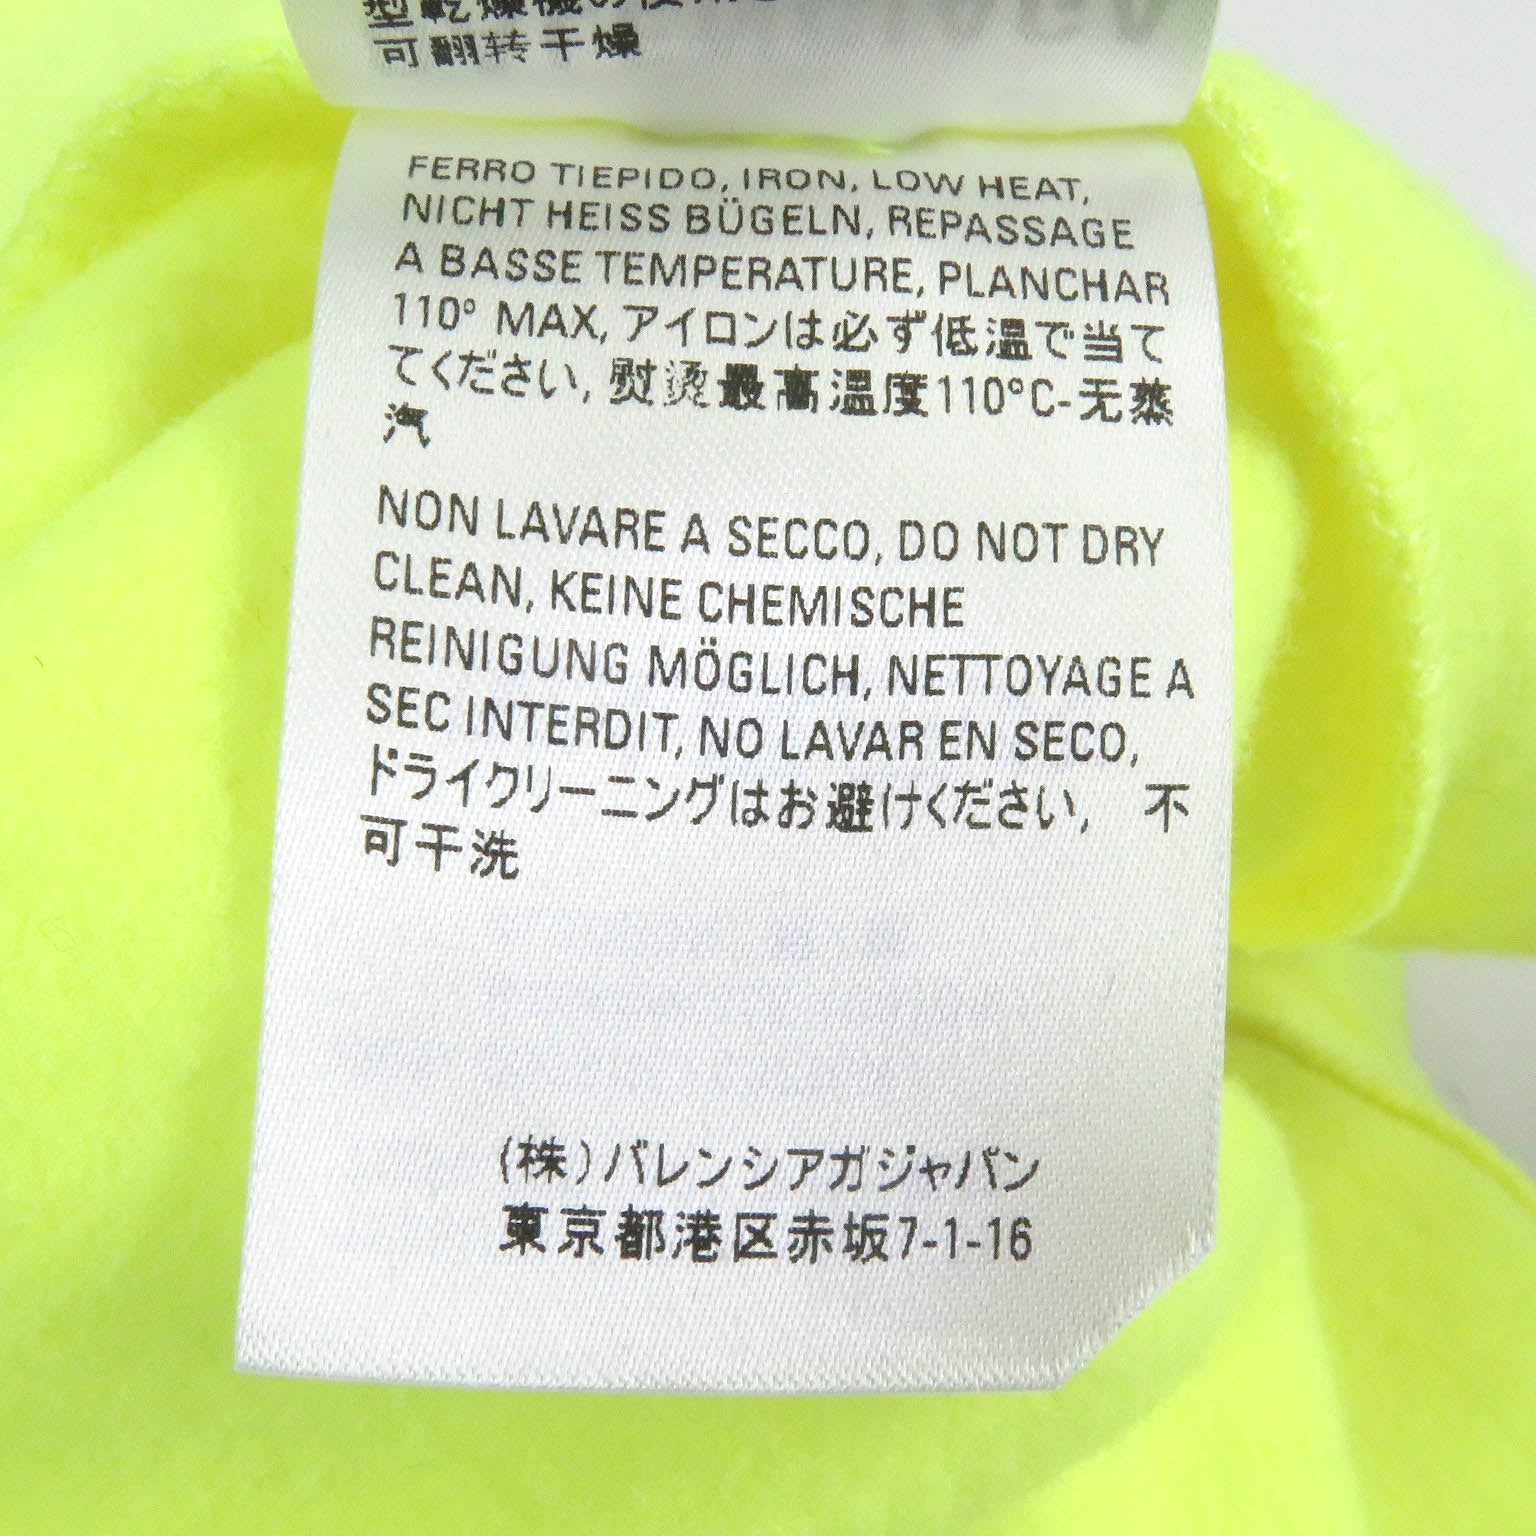 可翻转干燥
FERRO TIEPIDO, IRON, LOW HEAT,
NICHT HEISS BÜGELN, REPASSAGE
A BASSE TEMPERATURE, PLANCHAR
110° MAX, アイロンは必ず低温で当て
てください, 熨烫最高温度110°C-无蒸
汽
NON LAVARE A SECCO, DO NOT DRY
CLEAN, KEINE CHEMISCHE
REINIGUNG MÖGLICH, NETTOYAGE A
SEC INTERDIT, NO LAVAR EN SECO,
ドライクリーニングはお避けください, 不
可干洗
(株)バレンシアガジャパン
東京都港区赤坂7-1-16